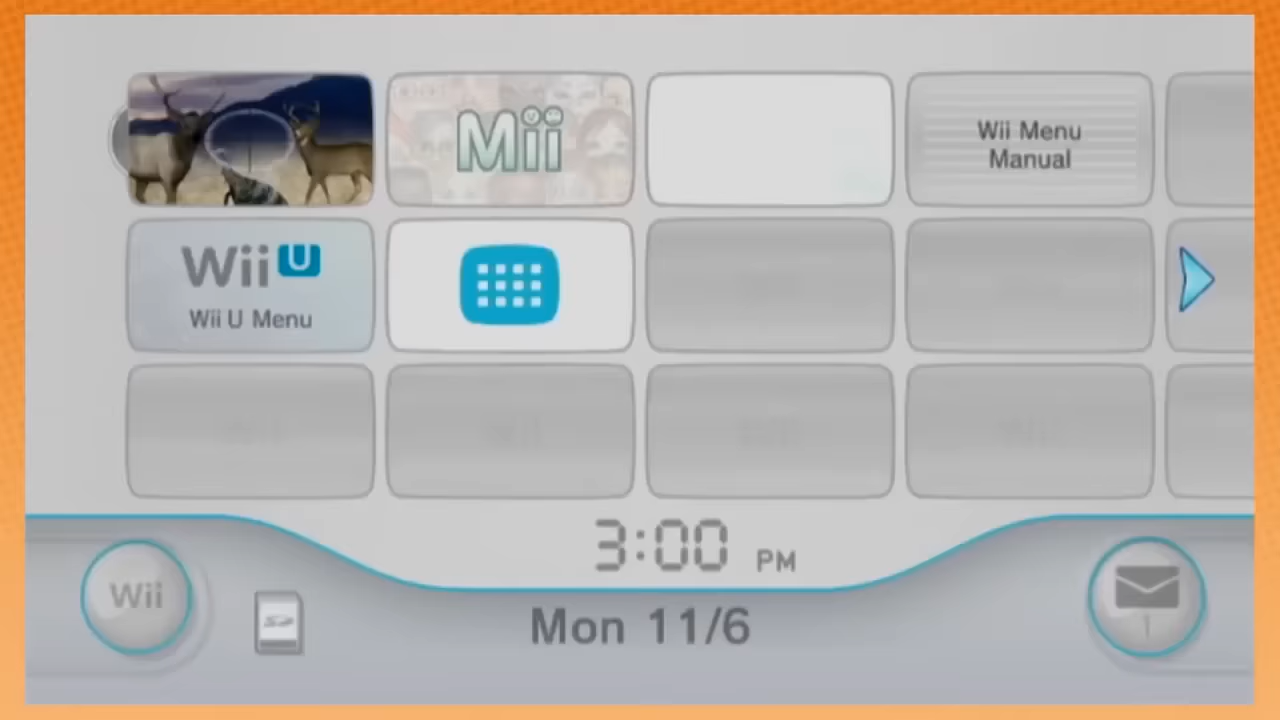 Mii
Wii Menu
Manual
Wii U
Wii U Menu
3:00 PM
Wii
Mon 11/6